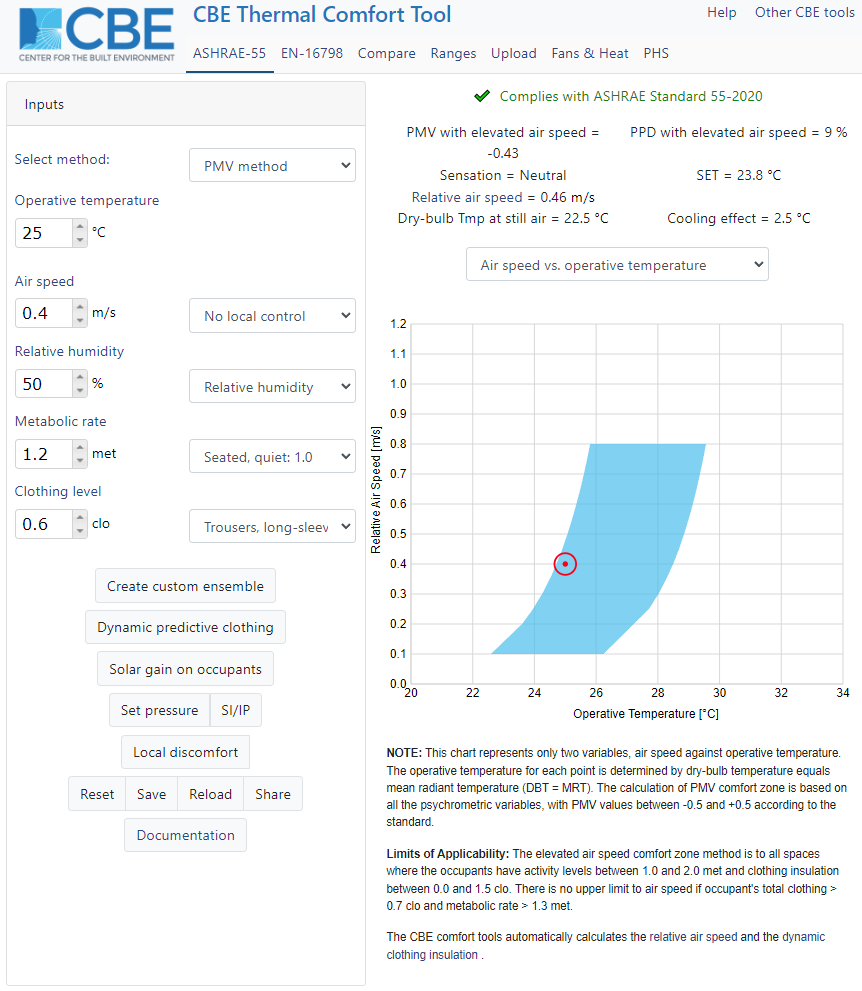 CBE
CENTER FOR THE BUILT ENVIRONMENT
CBE Thermal Comfort Tool
Help Other CBE tools
ASHRAE-55 EN-16798 Compare Ranges Upload Fans & Heat PHS
Inputs
Select method:
PMV method
Operative temperature
25 °C
Air speed
0.4 m/s
No local control
Relative humidity
50 %
Relative humidity
Metabolic rate
1.2 met
Seated, quiet: 1.0
Clothing level
0.6 clo
Trousers, long-sleev
Create custom ensemble
Dynamic predictive clothing
Solar gain on occupants
Set pressure SI/IP
Local discomfort
Reset Save Reload Share
Documentation
Complies with ASHRAE Standard 55-2020
PMV with elevated air speed =
-0.43
PPD with elevated air speed = 9 %
Sensation = Neutral
SET = 23.8 °C
Relative air speed = 0.46 m/s
Dry-bulb Tmp at still air = 22.5 °C
Cooling effect = 2.5 °C
Air speed vs. operative temperature
Relative Air Speed [m/s]
1.2
1.1
1.0
0.9
0.8
0.7
0.6
0.5
0.4
0.3
0.2
0.1
0.0
20 22 24 26 28 30 32 34
Operative Temperature [°C]
NOTE: This chart represents only two variables, air speed against operative temperature.
The operative temperature for each point is determined by dry-bulb temperature equals
mean radiant temperature (DBT = MRT). The calculation of PMV comfort zone is based on
all the psychrometric variables, with PMV values between -0.5 and +0.5 according to the
standard.
Limits of Applicability: The elevated air speed comfort zone method is to all spaces
where the occupants have activity levels between 1.0 and 2.0 met and clothing insulation
between 0.0 and 1.5 clo. There is no upper limit to air speed if occupant's total clothing >
0.7 clo and metabolic rate > 1.3 met.
The CBE comfort tools automatically calculates the relative air speed and the dynamic
clothing insulation .